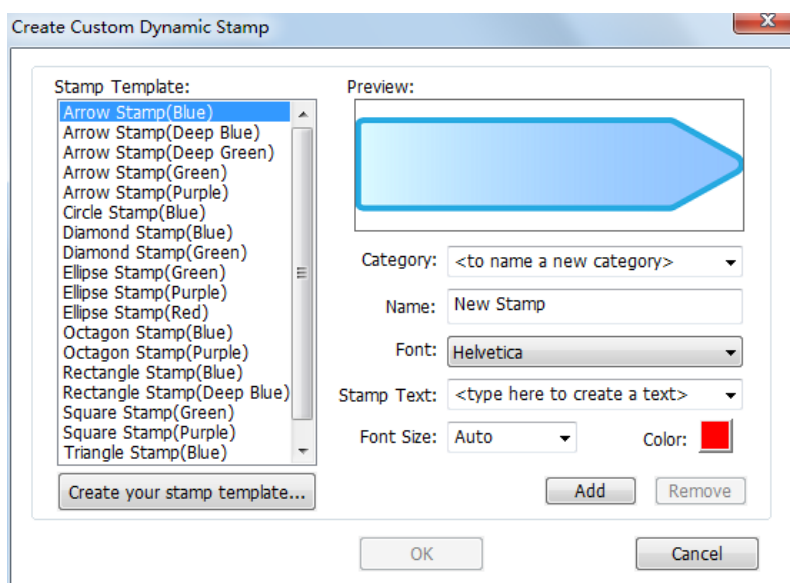 Create Custom Dynamic Stamp
Stamp Template:
Arrow Stamp(Blue)
Arrow Stamp(Deep Blue)
Arrow Stamp(Deep Green)
Arrow Stamp(Green)
Arrow Stamp(Purple)
Circle Stamp(Blue)
Diamond Stamp(Blue)
Diamond Stamp(Green)
Ellipse Stamp(Green)
Ellipse Stamp(Purple)
Ellipse Stamp(Red)
Octagon Stamp(Blue)
Octagon Stamp(Purple)
Rectangle Stamp(Blue)
Rectangle Stamp(Deep Blue)
Square Stamp(Green)
Square Stamp(Purple)
Triangle Stamp(Blue)
Create your stamp template...
Preview:
Category: <to name a new category>
Name: New Stamp
Font: Helvetica
Stamp Text: <type here to create a text>
Font Size: Auto Color:
Add Remove
OK Cancel